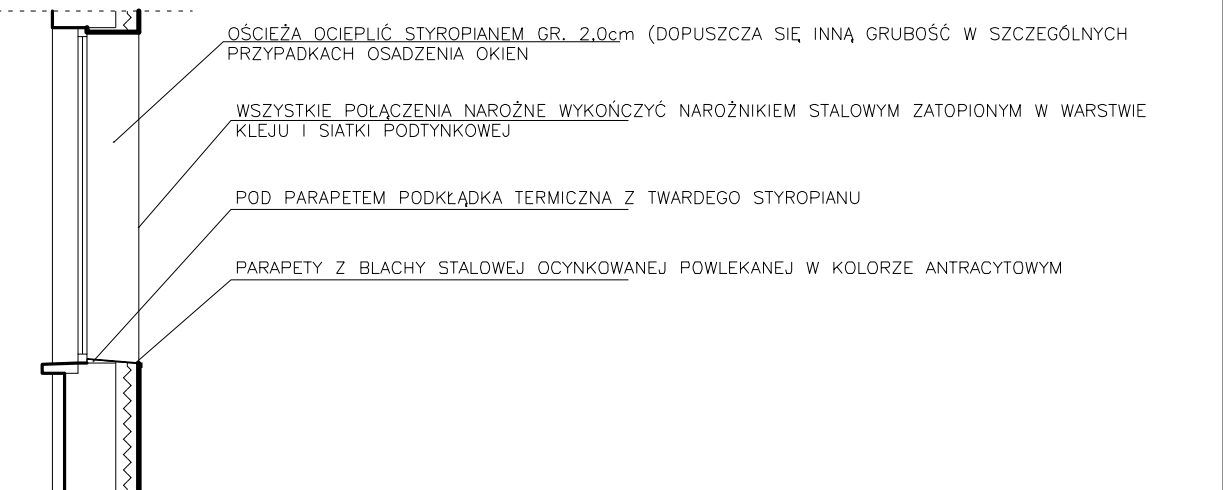 OŚCIEŻA OCIEPLIĆ STYROPIANEM GR. 2,0cm (DOPUSZCZA SIĘ INNĄ GRUBOŚĆ W SZCZEGÓLNYCH
PRZYPADKACH OSADZENIA OKIEN
WSZYSTKIE POŁĄCZENIA NAROŻNE WYKOŃCZYĆ NAROŻNIKIEM STALOWYM ZATOPIONYM W WARSTWIE
KLEJU I SIATKI PODTYNKOWEJ
POD PARAPETEM PODKŁĄDKA TERMICZNA Z TWARDEGO STYROPIANU
PARAPETY Z BLACHY STALOWEJ OCYNKOWANEJ POWLEKANEJ W KOLORZE ANTRACYTOWYM